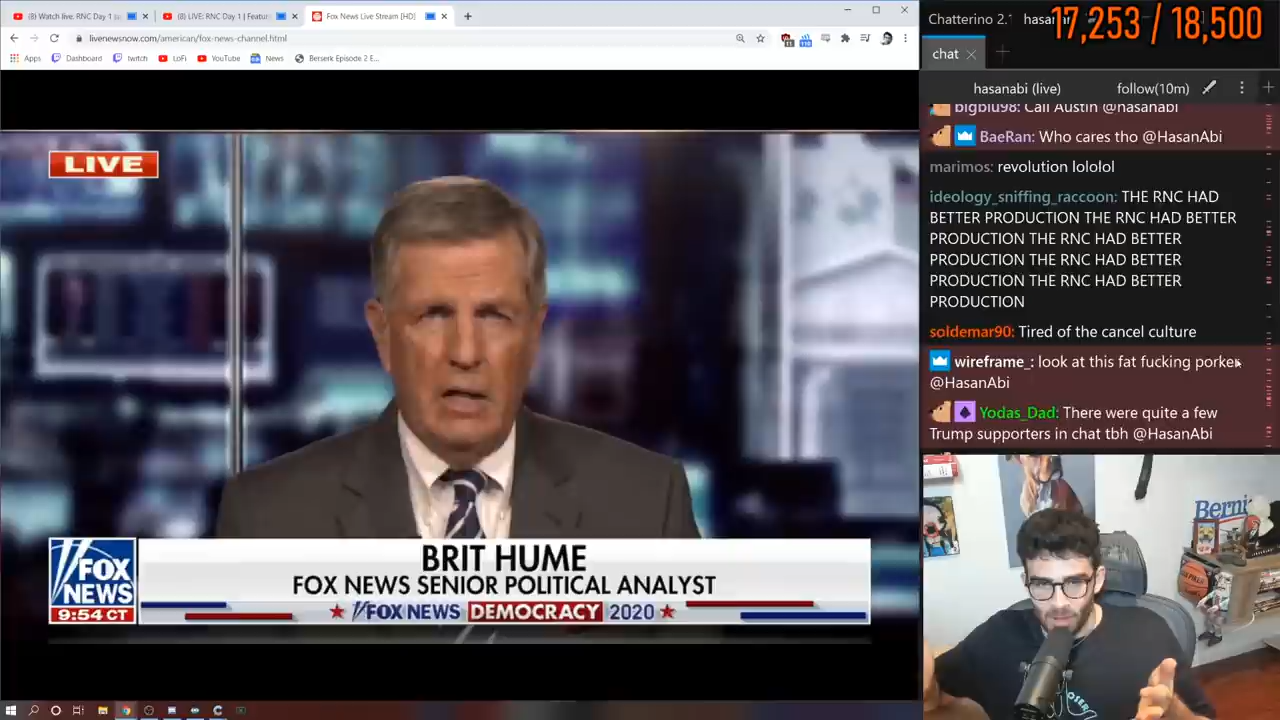 (8) Watch live: RNC Day 1
(8) LIVE: RNC Day 1 | Featur
Fox News Live Stream [HD]
livenewsnow.com/american/fox-news-channel.html
Apps
Dashboard
Twitch
LoFi
YouTube
News
Berserk Episode 2 E...
LIVE
BRIT HUME
FOX NEWS SENIOR POLITICAL ANALYST
FOX NEWS DEMOCRACY 2020
FOX
NEWS
9:54 CT
Chatterino 2.
17,253 / 18,500
chat
hasanabi (live) follow(10m)
bigblu98: Call Austin @hasanabi
BaeRan: Who cares tho @HasanAbi
marimos: revolution lololol
ideology_sniffing_raccoon: THE RNC HAD
BETTER PRODUCTION THE RNC HAD BETTER
PRODUCTION THE RNC HAD BETTER
PRODUCTION THE RNC HAD BETTER
PRODUCTION THE RNC HAD BETTER
PRODUCTION
soldemar90: Tired of the cancel culture
wireframe_: look at this fat fucking porker
@HasanAbi
Yodas_Dad: There were quite a few
Trump supporters in chat tbh @HasanAbi